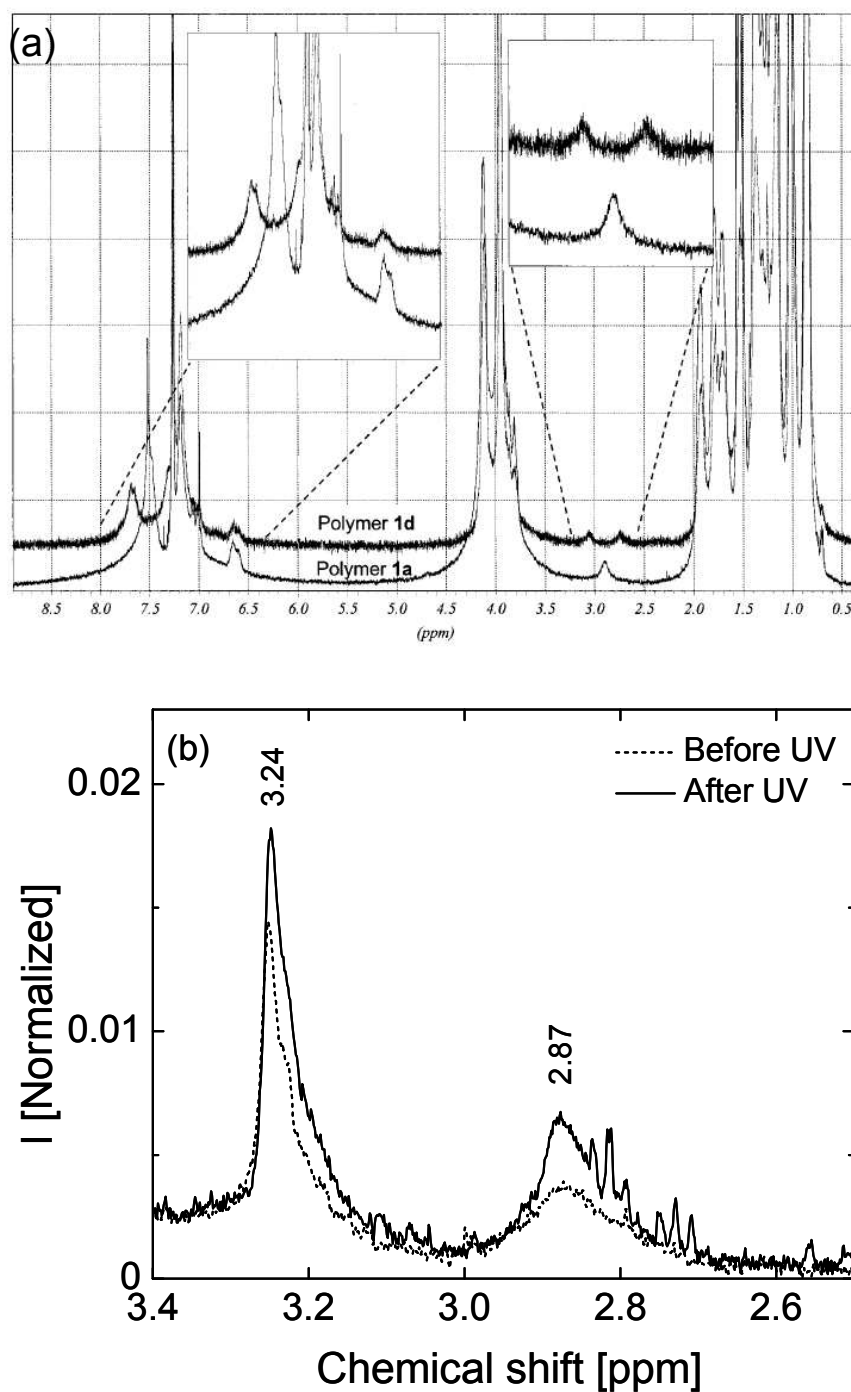 (a)
Polymer 1d
Polymer 1a
8.5 8.0 7.5 7.0 6.5 6.0 5.5 5.0 4.5 4.0 3.5 3.0 2.5 2.0 1.5 1.0 0.5
(ppm)
(b)
Before UV
After UV
3.24
2.87
0.02
0.01
0
I [Normalized]
3.4 3.2 3.0 2.8 2.6
Chemical shift [ppm]